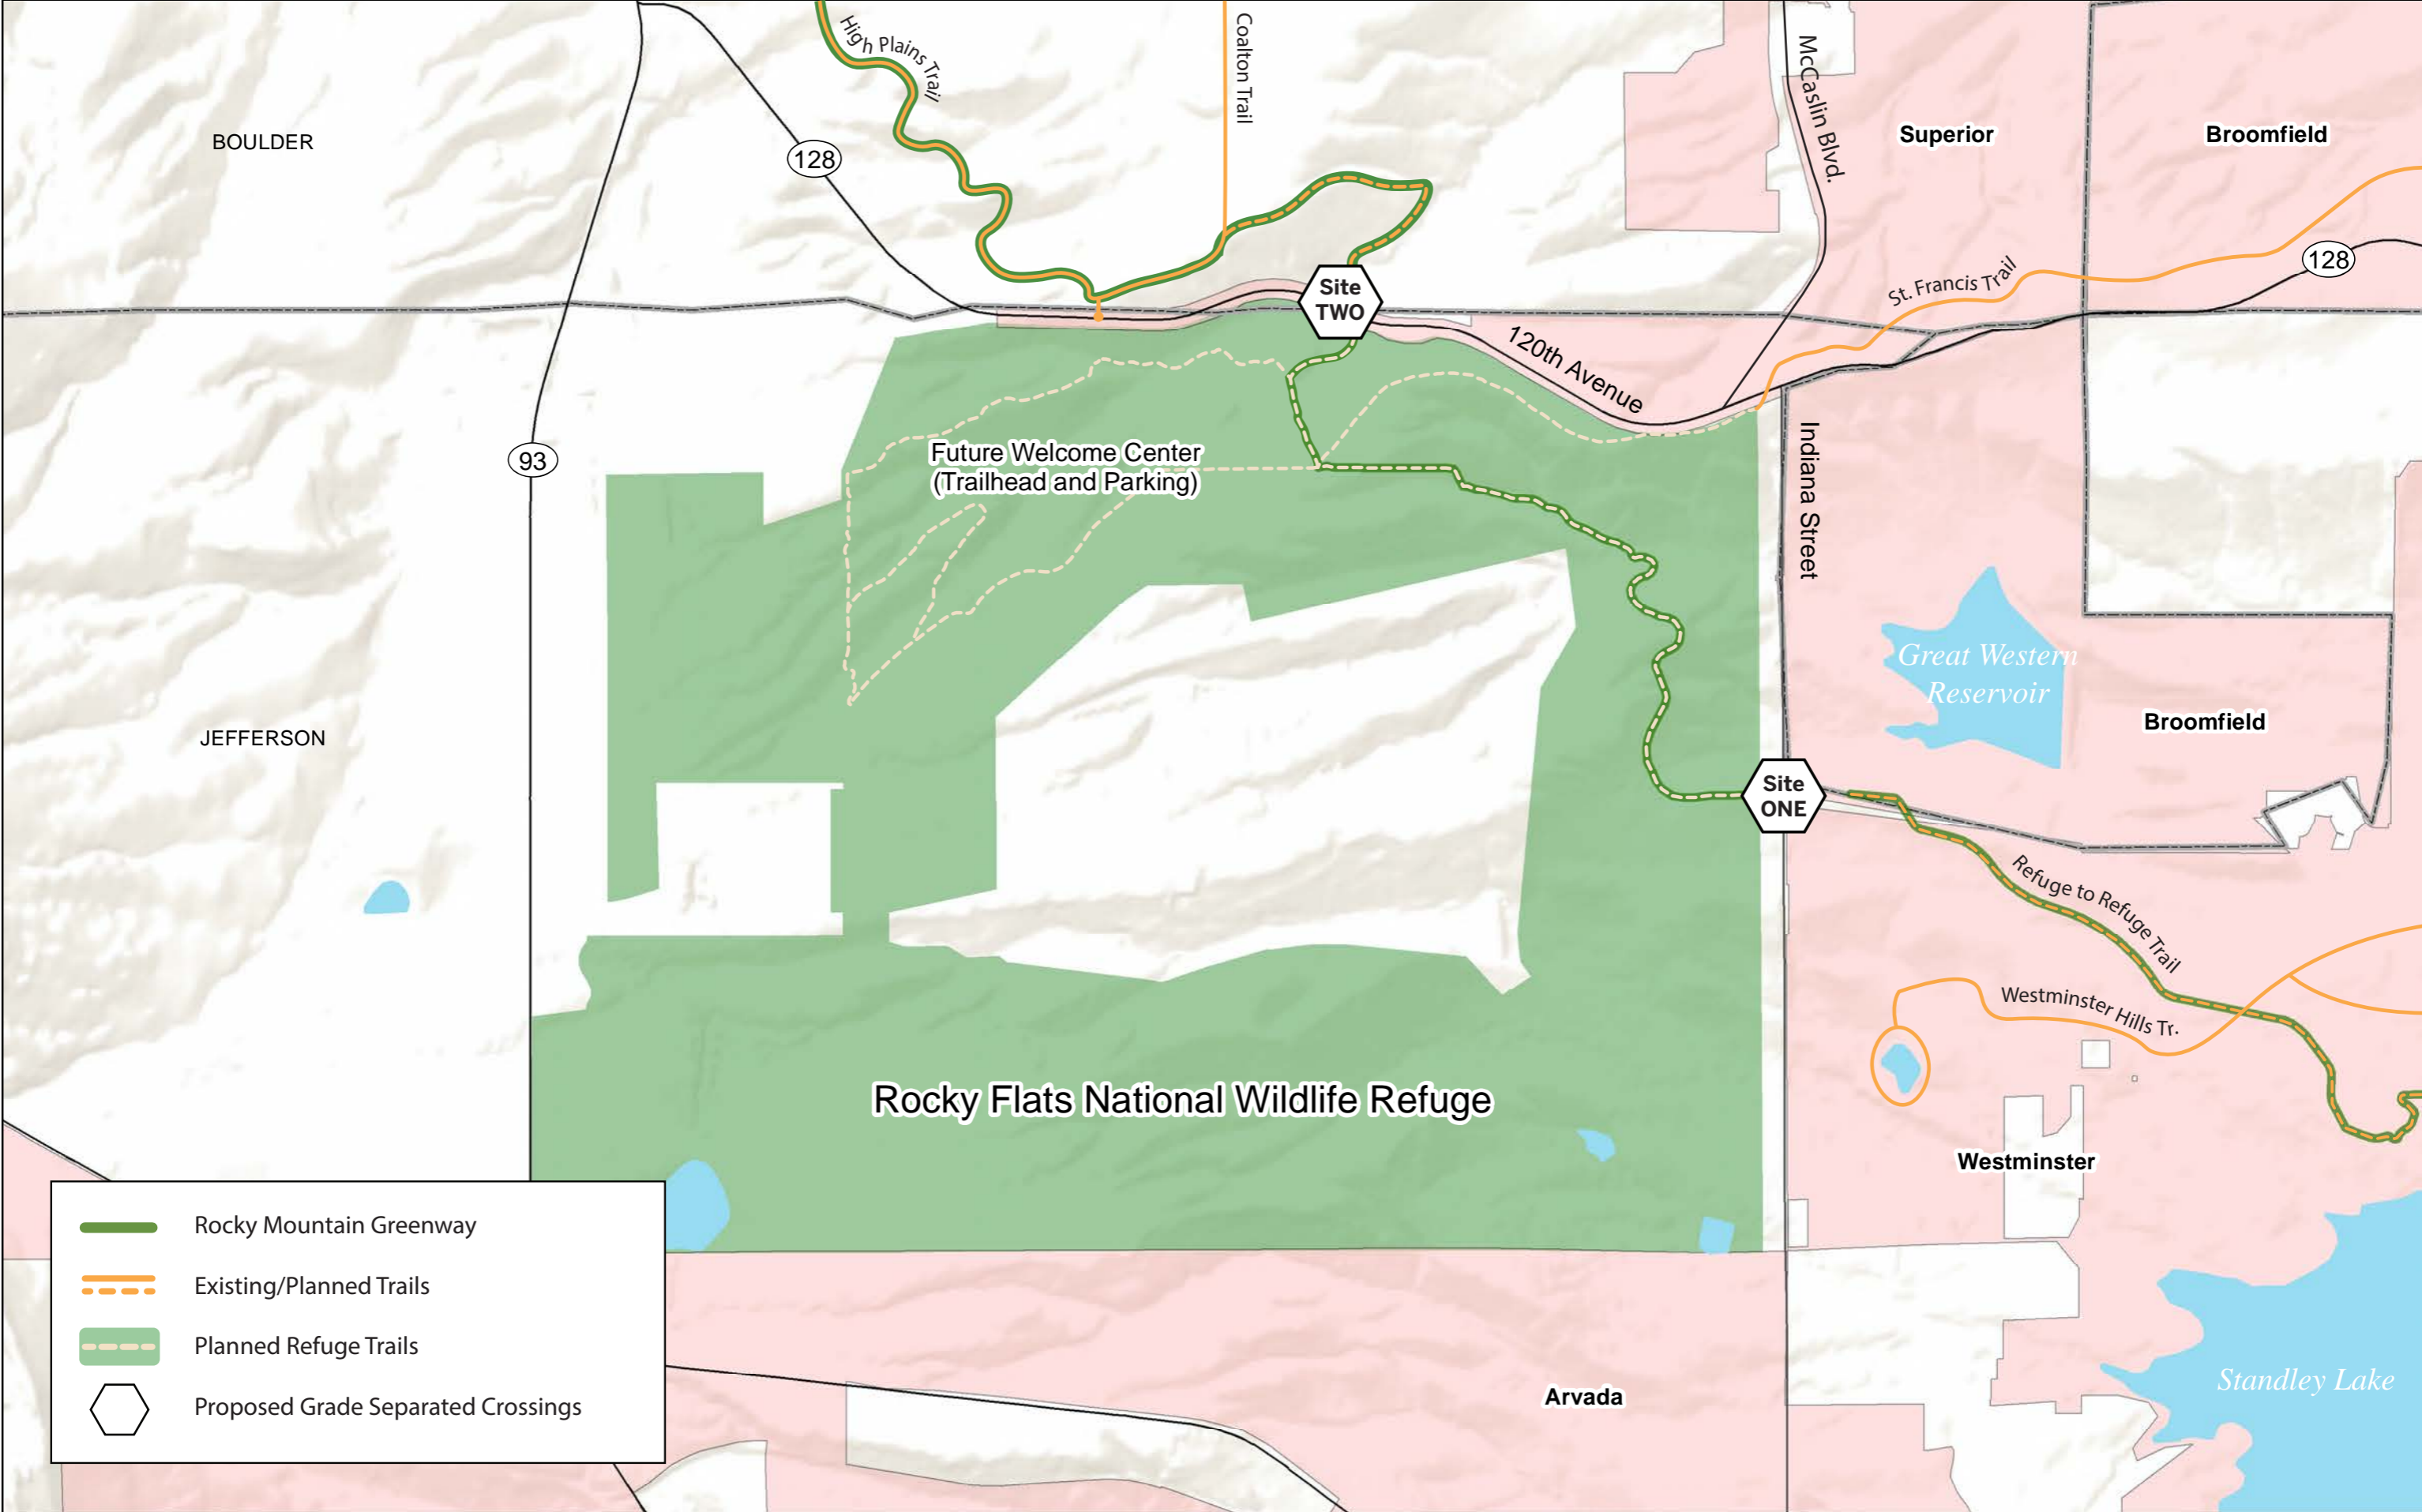 High Plains Trail
Coalton Trail
McCaslin Blvd.
BOULDER
128
Superior
Broomfield
St. Francis Trail
128
Site
TWO
120th Avenue
93
Future Welcome Center
(Trailhead and Parking)
Indiana Street
Great Western
Reservoir
Broomfield
JEFFERSON
Site
ONE
Refuge to Refuge Trail
Westminster Hills Tr.
Rocky Flats National Wildlife Refuge
Westminster
Rocky Mountain Greenway
Existing/Planned Trails
Planned Refuge Trails
Proposed Grade Separated Crossings
Standley Lake
Arvada